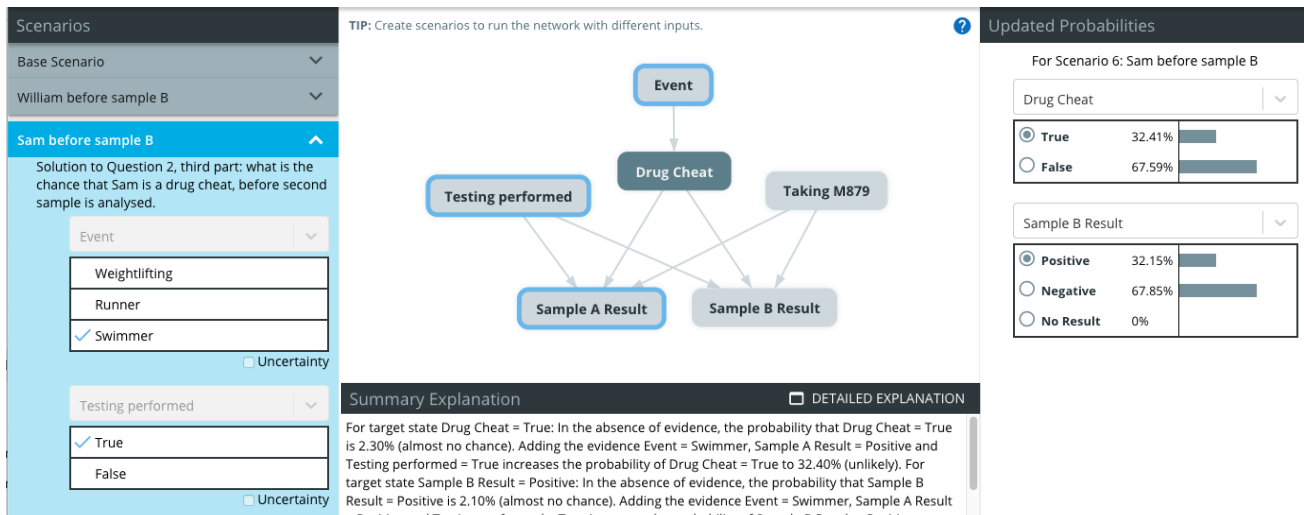 Scenarios
Base Scenario
William before sample B
Sam before sample B
Solution to Question 2, third part: what is the
chance that Sam is a drug cheat, before second
sample is analysed.
Event
Weightlifting
Runner
Swimmer
Uncertainty
Testing performed
True
False
Uncertainty
TIP: Create scenarios to run the network with different inputs.
?
Event
Drug Cheat
Testing performed
Taking M879
Sample A Result
Sample B Result
Summary Explanation
DETAILED EXPLANATION
For target state Drug Cheat = True: In the absence of evidence, the probability that Drug Cheat = True
is 2.30% (almost no chance). Adding the evidence Event = Swimmer, Sample A Result = Positive and
Testing performed = True increases the probability of Drug Cheat = True to 32.40% (unlikely). For
target state Sample B Result = Positive: In the absence of evidence, the probability that Sample B
Result = Positive is 2.10% (almost no chance). Adding the evidence Event = Swimmer, Sample A Result
Updated Probabilities
For Scenario 6: Sam before sample B
Drug Cheat
True 32.41%
False 67.59%
Sample B Result
Positive 32.15%
Negative 67.85%
No Result 0%